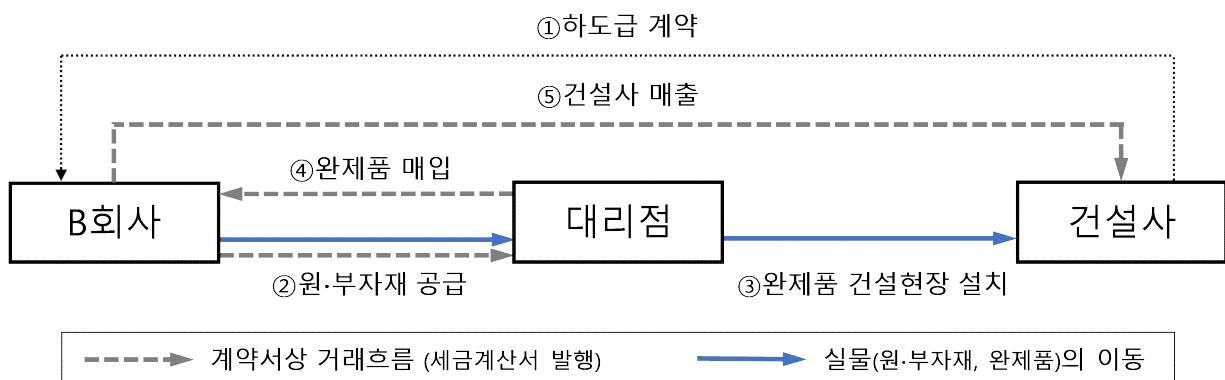 ①하도급 계약
⑤건설사 매출
④완제품 매입
B회사
대리점
건설사
②원·부자재 공급
③완제품 건설현장 설치
계약서상 거래흐름 (세금계산서 발행)
실물(원·부자재, 완제품)의 이동